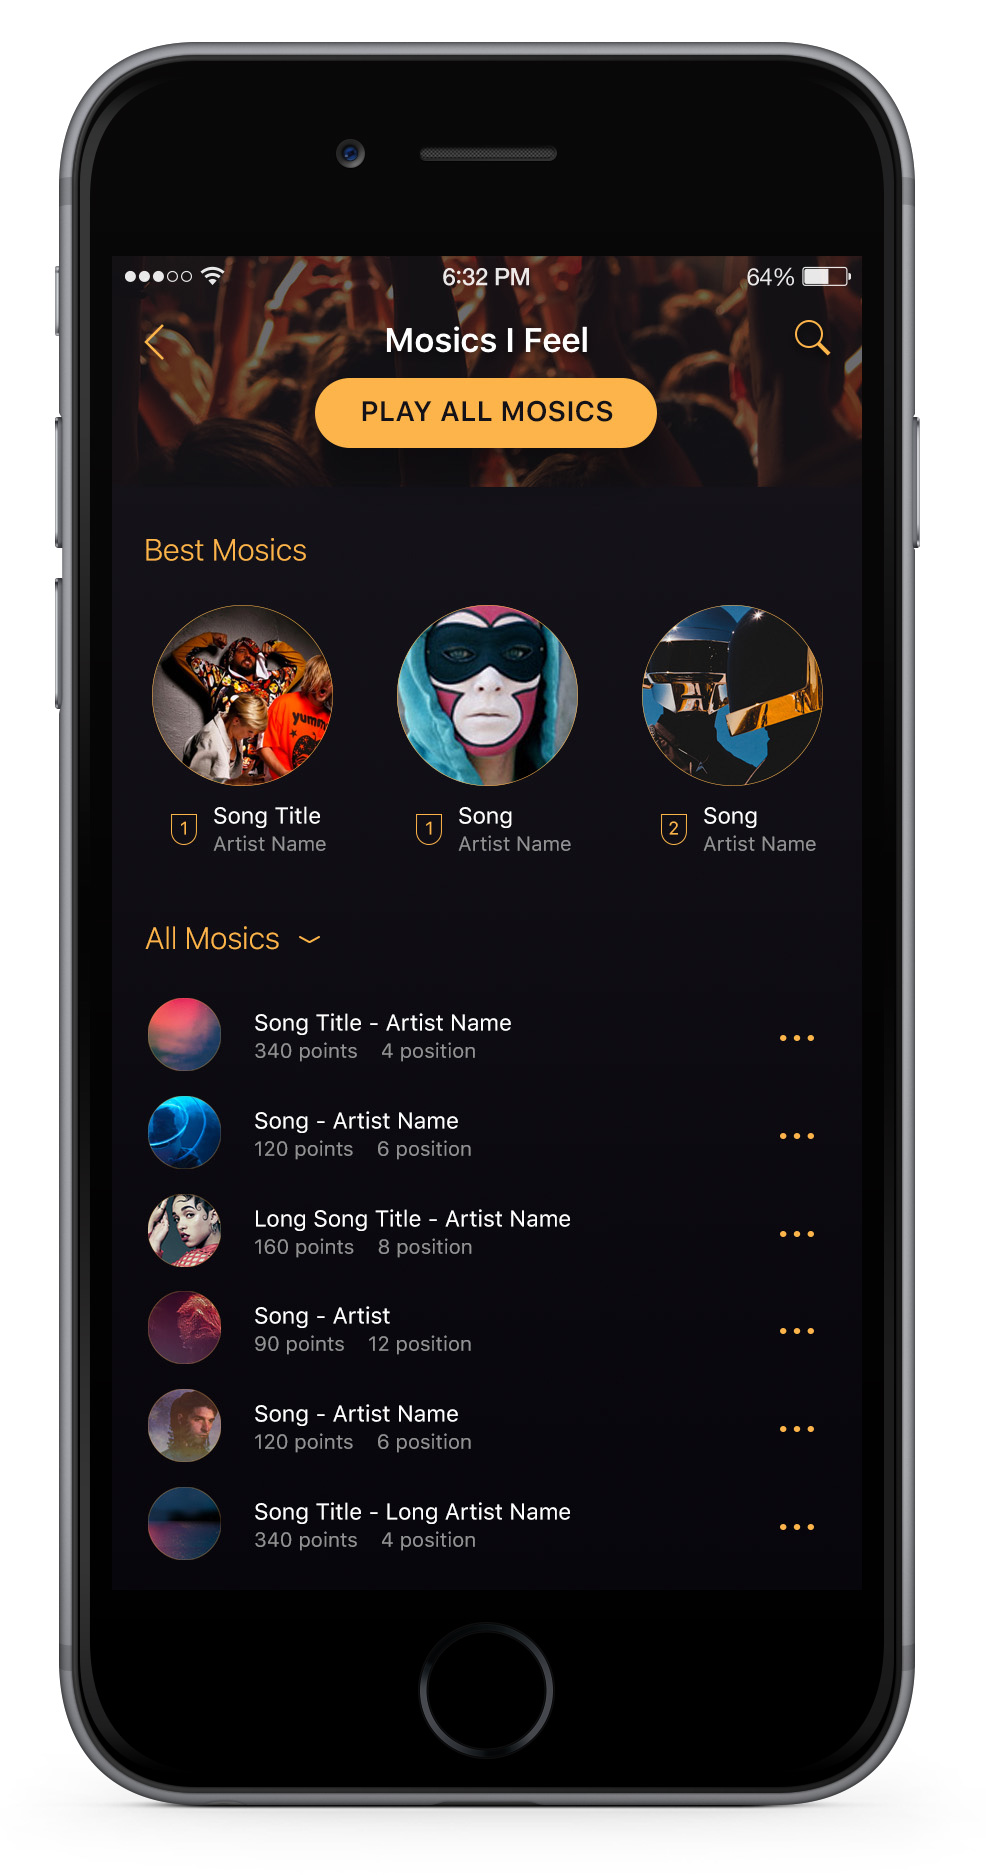 6:32 PM
64%
Mosics I Feel
PLAY ALL MOSICS
Best Mosics
yumm
1 Song Title
Artist Name
1 Song
Artist Name
2 Song
Artist Name
All Mosics
Song Title - Artist Name
340 points 4 position
Song - Artist Name
120 points 6 position
Long Song Title - Artist Name
160 points 8 position
Song - Artist
90 points 12 position
Song - Artist Name
120 points 6 position
Song Title - Long Artist Name
340 points 4 position